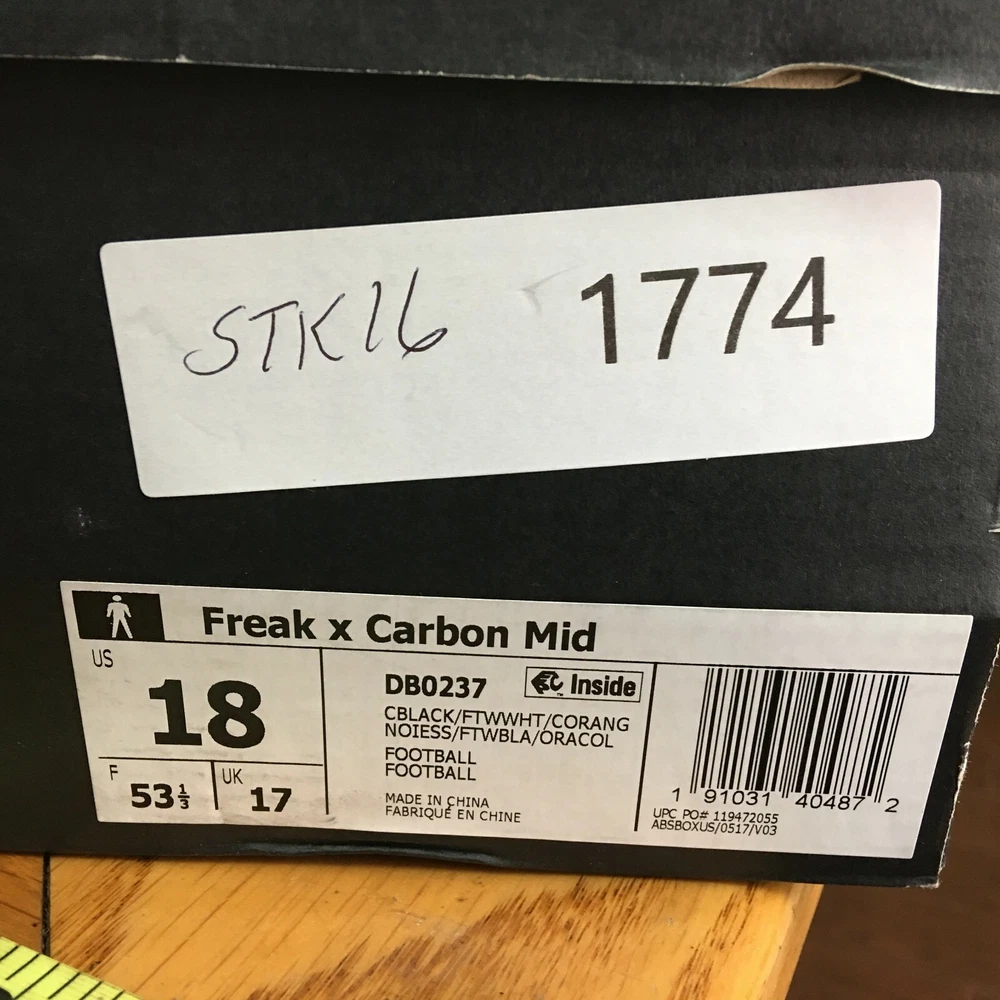 STK16 1774
Freak x Carbon Mid
US
18
F
53⅓
UK
17
DB0237
Inside
CBLACK/FTWWHT/CORANG
NOIESS/FTWBLA/ORACOL
FOOTBALL
FOOTBALL
MADE IN CHINA
FABRIQUÉ EN CHINE
1 91031 40487 2
UPC PO# 119472055
ABSBOXUS/0517/V03